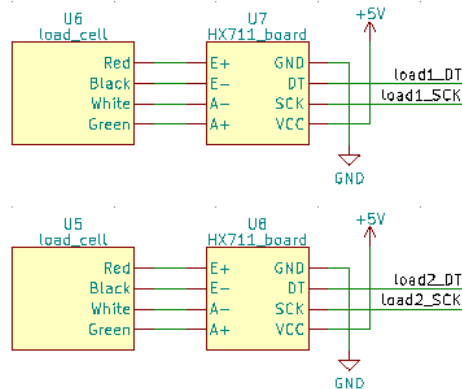 U6
load_cell
Red
Black
White
Green
U7
HX711_board
E+
E-
A-
A+
GND
DT
SCK
VCC
+5V
load1_DT
load1_SCK
GND
U5
load_cell
Red
Black
White
Green
U8
HX711_board
E+
E-
A-
A+
GND
DT
SCK
VCC
+5V
load2_DT
load2_SCK
GND